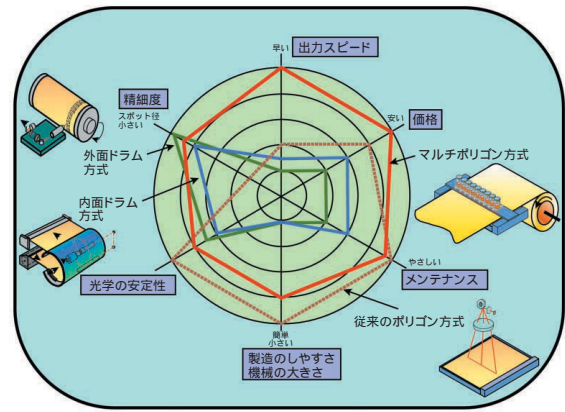 早い
出力スピード
精細度
スポット径
小さい
安い
価格
外面ドラム
方式
マルチポリゴン方式
内面ドラム
方式
やさしい
メンテナンス
光学の安定性
従来のポリゴン方式
簡単
小さい
製造のしやすさ
機械の大きさ